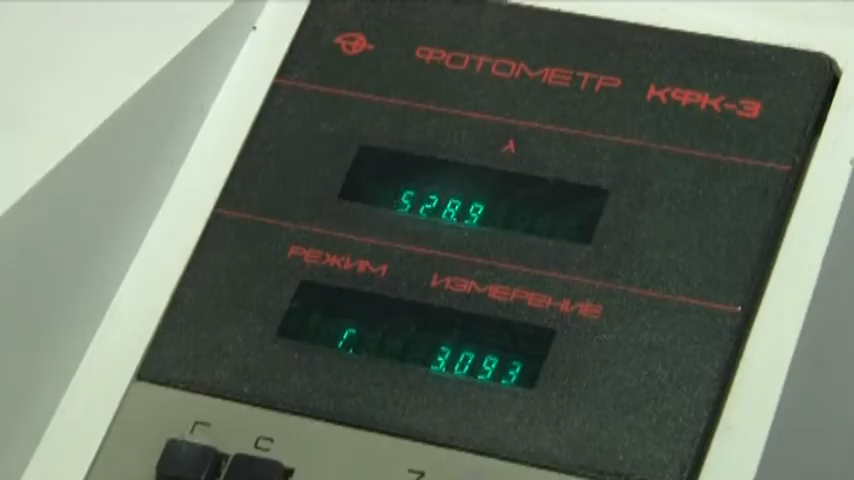 ФОТОМЕТР КФК-3
λ
528.9
РЕЖИМ ИЗМЕРЕНИЕ
Г. 3.093
Г С